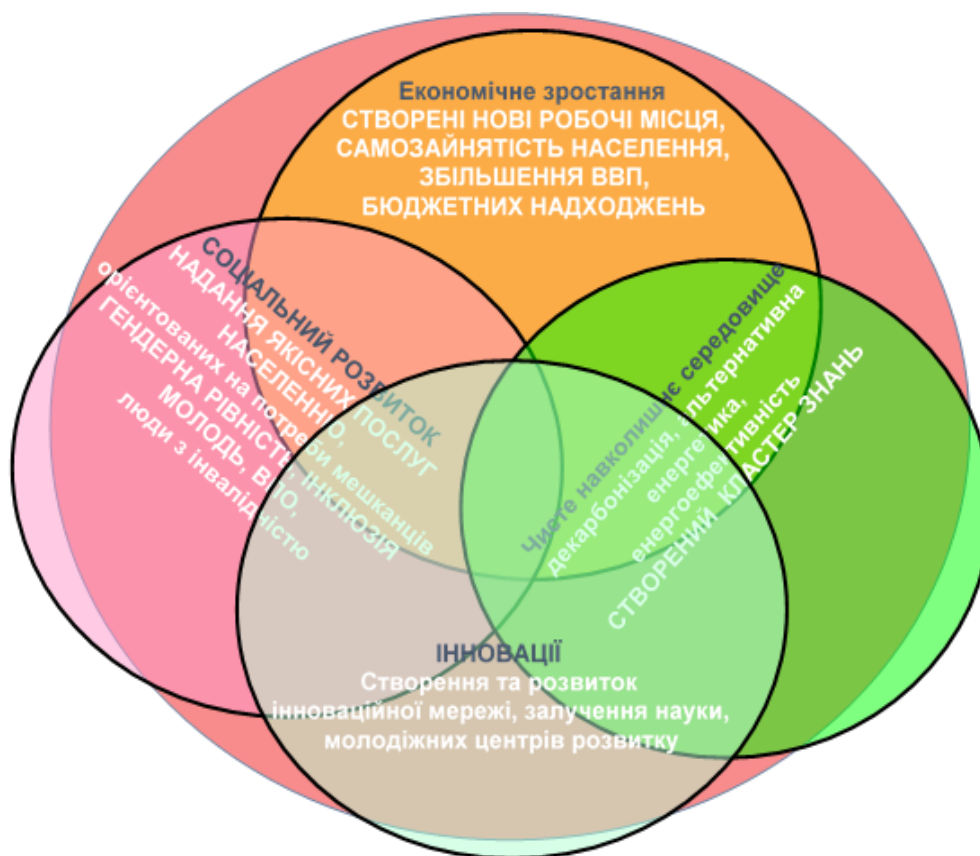 Економічне зростання
СТВОРЕНІ НОВІ РОБОЧІ МІСЦЯ,
САМОЗАЙНЯТІСТЬ НАСЕЛЕННЯ,
ЗБІЛЬШЕННЯ ВВП,
БЮДЖЕТНИХ НАДХОДЖЕНЬ
СОЦІАЛЬНИЙ РОЗВИТОК
НАДАННЯ ЯКІСНИХ ПОСЛУГ
НАСЕЛЕННЮ,
орієнтованих на потреби мешканців
ГЕНДЕРНА РІВНІСТЬ, ІНКЛЮЗІЯ
МОЛОДЬ, ВПО,
люди з інвалідністю
Чисте навколишнє середовище
декарбонізація, альтернативна
енергетика,
енергоефективність
СТВОРЕНИЙ КЛАСТЕР ЗНАНЬ
ІННОВАЦІЇ
Створення та розвиток
інноваційної мережі, залучення науки,
молодіжних центрів розвитку